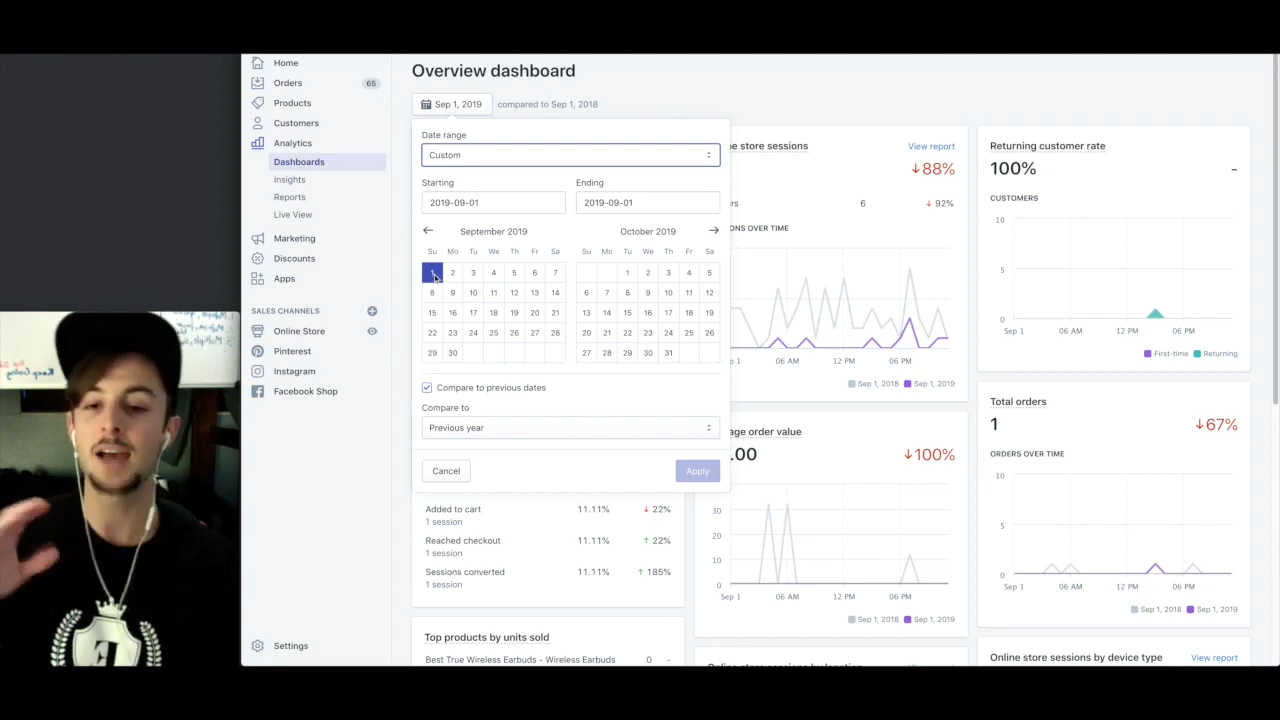 Home
Orders 65
Products
Customers
Analytics
Dashboards
Insights
Reports
Live View
Marketing
Discounts
Apps
SALES CHANNELS
Online Store
Pinterest
Instagram
Facebook Shop
Settings
Overview dashboard
Sep 1, 2019 compared to Sep 1, 2018
Date range
Custom
Starting Ending
2019-09-01 2019-09-01
September 2019 October 2019
Su Mo Tu We Th Fr Sa Su Mo Tu We Th Fr Sa
1 2 3 4 5 6 7 1 2 3 4 5
8 9 10 11 12 13 14 6 7 8 9 10 11 12
15 16 17 18 19 20 21 13 14 15 16 17 18 19
22 23 24 25 26 27 28 20 21 22 23 24 25 26
29 30 27 28 29 30 31
Compare to previous dates
Compare to
Previous year
Cancel Apply
Added to cart 11.11% ↓ 22%
1 session
Reached checkout 11.11% ↑ 22%
1 session
Sessions converted 11.11% ↑ 185%
1 session
Top products by units sold
Best True Wireless Earbuds - Wireless Earbuds 0 -
ne store sessions View report
↓88%
rs 6 ↓ 92%
ONS OVER TIME
1 06 AM 12 PM 06 PM
Sep 1, 2018 Sep 1, 2019
age order value
.00 ↓100%
30
20
10
0
Sep 1 06 AM 12 PM 06 PM
Sep 1, 2018 Sep 1, 2019
Online store sessions by location
Returning customer rate
100% -
CUSTOMERS
10
5
0
Sep 1 06 AM 12 PM 06 PM
First-time Returning
Total orders
1 ↓67%
ORDERS OVER TIME
10
5
0
Sep 1 06 AM 12 PM 06 PM
Sep 1, 2018 Sep 1, 2019
Online store sessions by device type View report